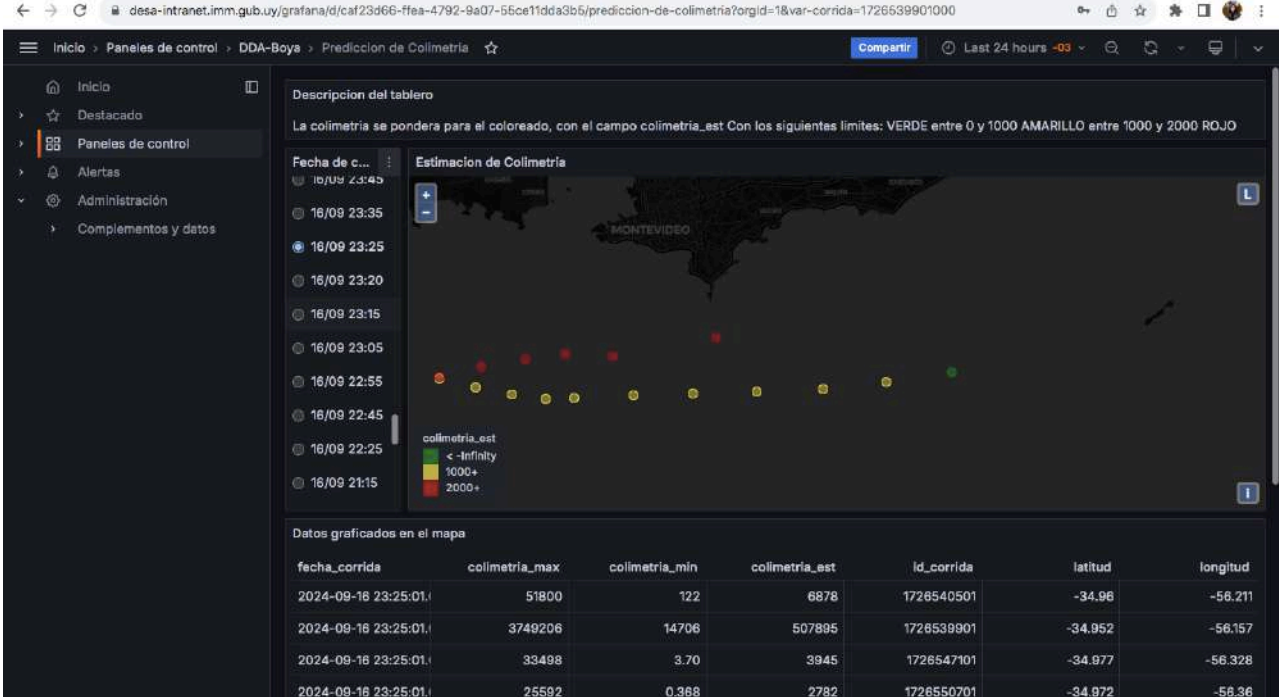 desa-intranet.imm.gub.uy/grafana/d/caf23d66-ffea-4792-9a07-55ce11dda3b5/prediccion-de-colimetria?orgId=1&var-corrida=1726539901000
Inicio > Paneles de control > DDA-Boya > Prediccion de Colimetria
Compartir
Last 24 hours -03
Inicio
Destacado
Paneles de control
Alertas
Administración
Complementos y datos
Descripcion del tablero
La colimetria se pondera para el coloreado, con el campo colimetria_est Con los siguientes limites: VERDE entre 0 y 1000 AMARILLO entre 1000 y 2000 ROJO
Fecha de c...
16/09 23:45
16/09 23:35
16/09 23:25
16/09 23:20
16/09 23:15
16/09 23:05
16/09 22:55
16/09 22:45
16/09 22:25
16/09 21:15
Estimacion de Colimetria
+
-
L
MONTEVIDEO
colimetria_est
< -Infinity
1000+
2000+
i
Datos graficados en el mapa
fecha_corrida colimetria_max colimetria_min colimetria_est id_corrida latitud longitud
2024-09-16 23:25:01. 51800 122 6878 1726540501 -34.96 -56.211
2024-09-16 23:25:01. 3749206 14706 507895 1726539901 -34.952 -56.157
2024-09-16 23:25:01. 33498 3.70 3945 1726547101 -34.977 -56.328
2024-09-16 23:25:01. 25592 0.368 2782 1726550701 -34.972 -56.36